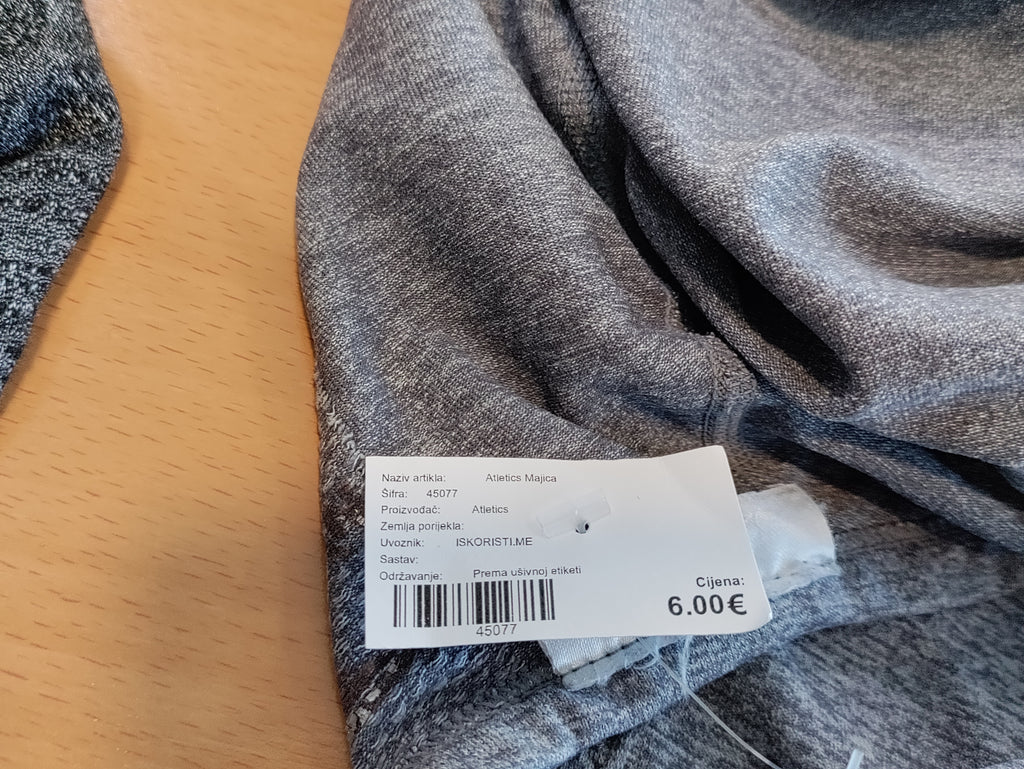 Naziv artikla: Atletics Majica
Šifra: 45077
Proizvođač: Atletics
Zemlja porijekla:
Uvoznik: ISKORISTI.ME
Sastav:
Održavanje: Prema ušivnoj etiketi
45077
Cijena:
6.00€